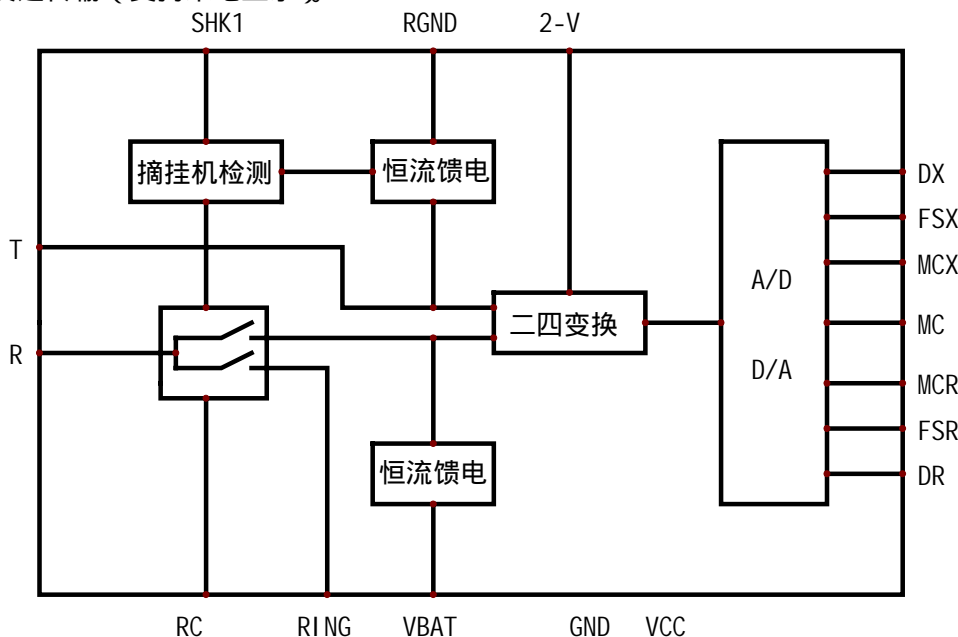 SHK1 RGND 2-V
摘挂机检测 恒流馈电
DX
FSX
T
MCX
A/D
二四变换
MC
R
D/A
MCR
FSR
恒流馈电
DR
RC RING VBAT GND VCC